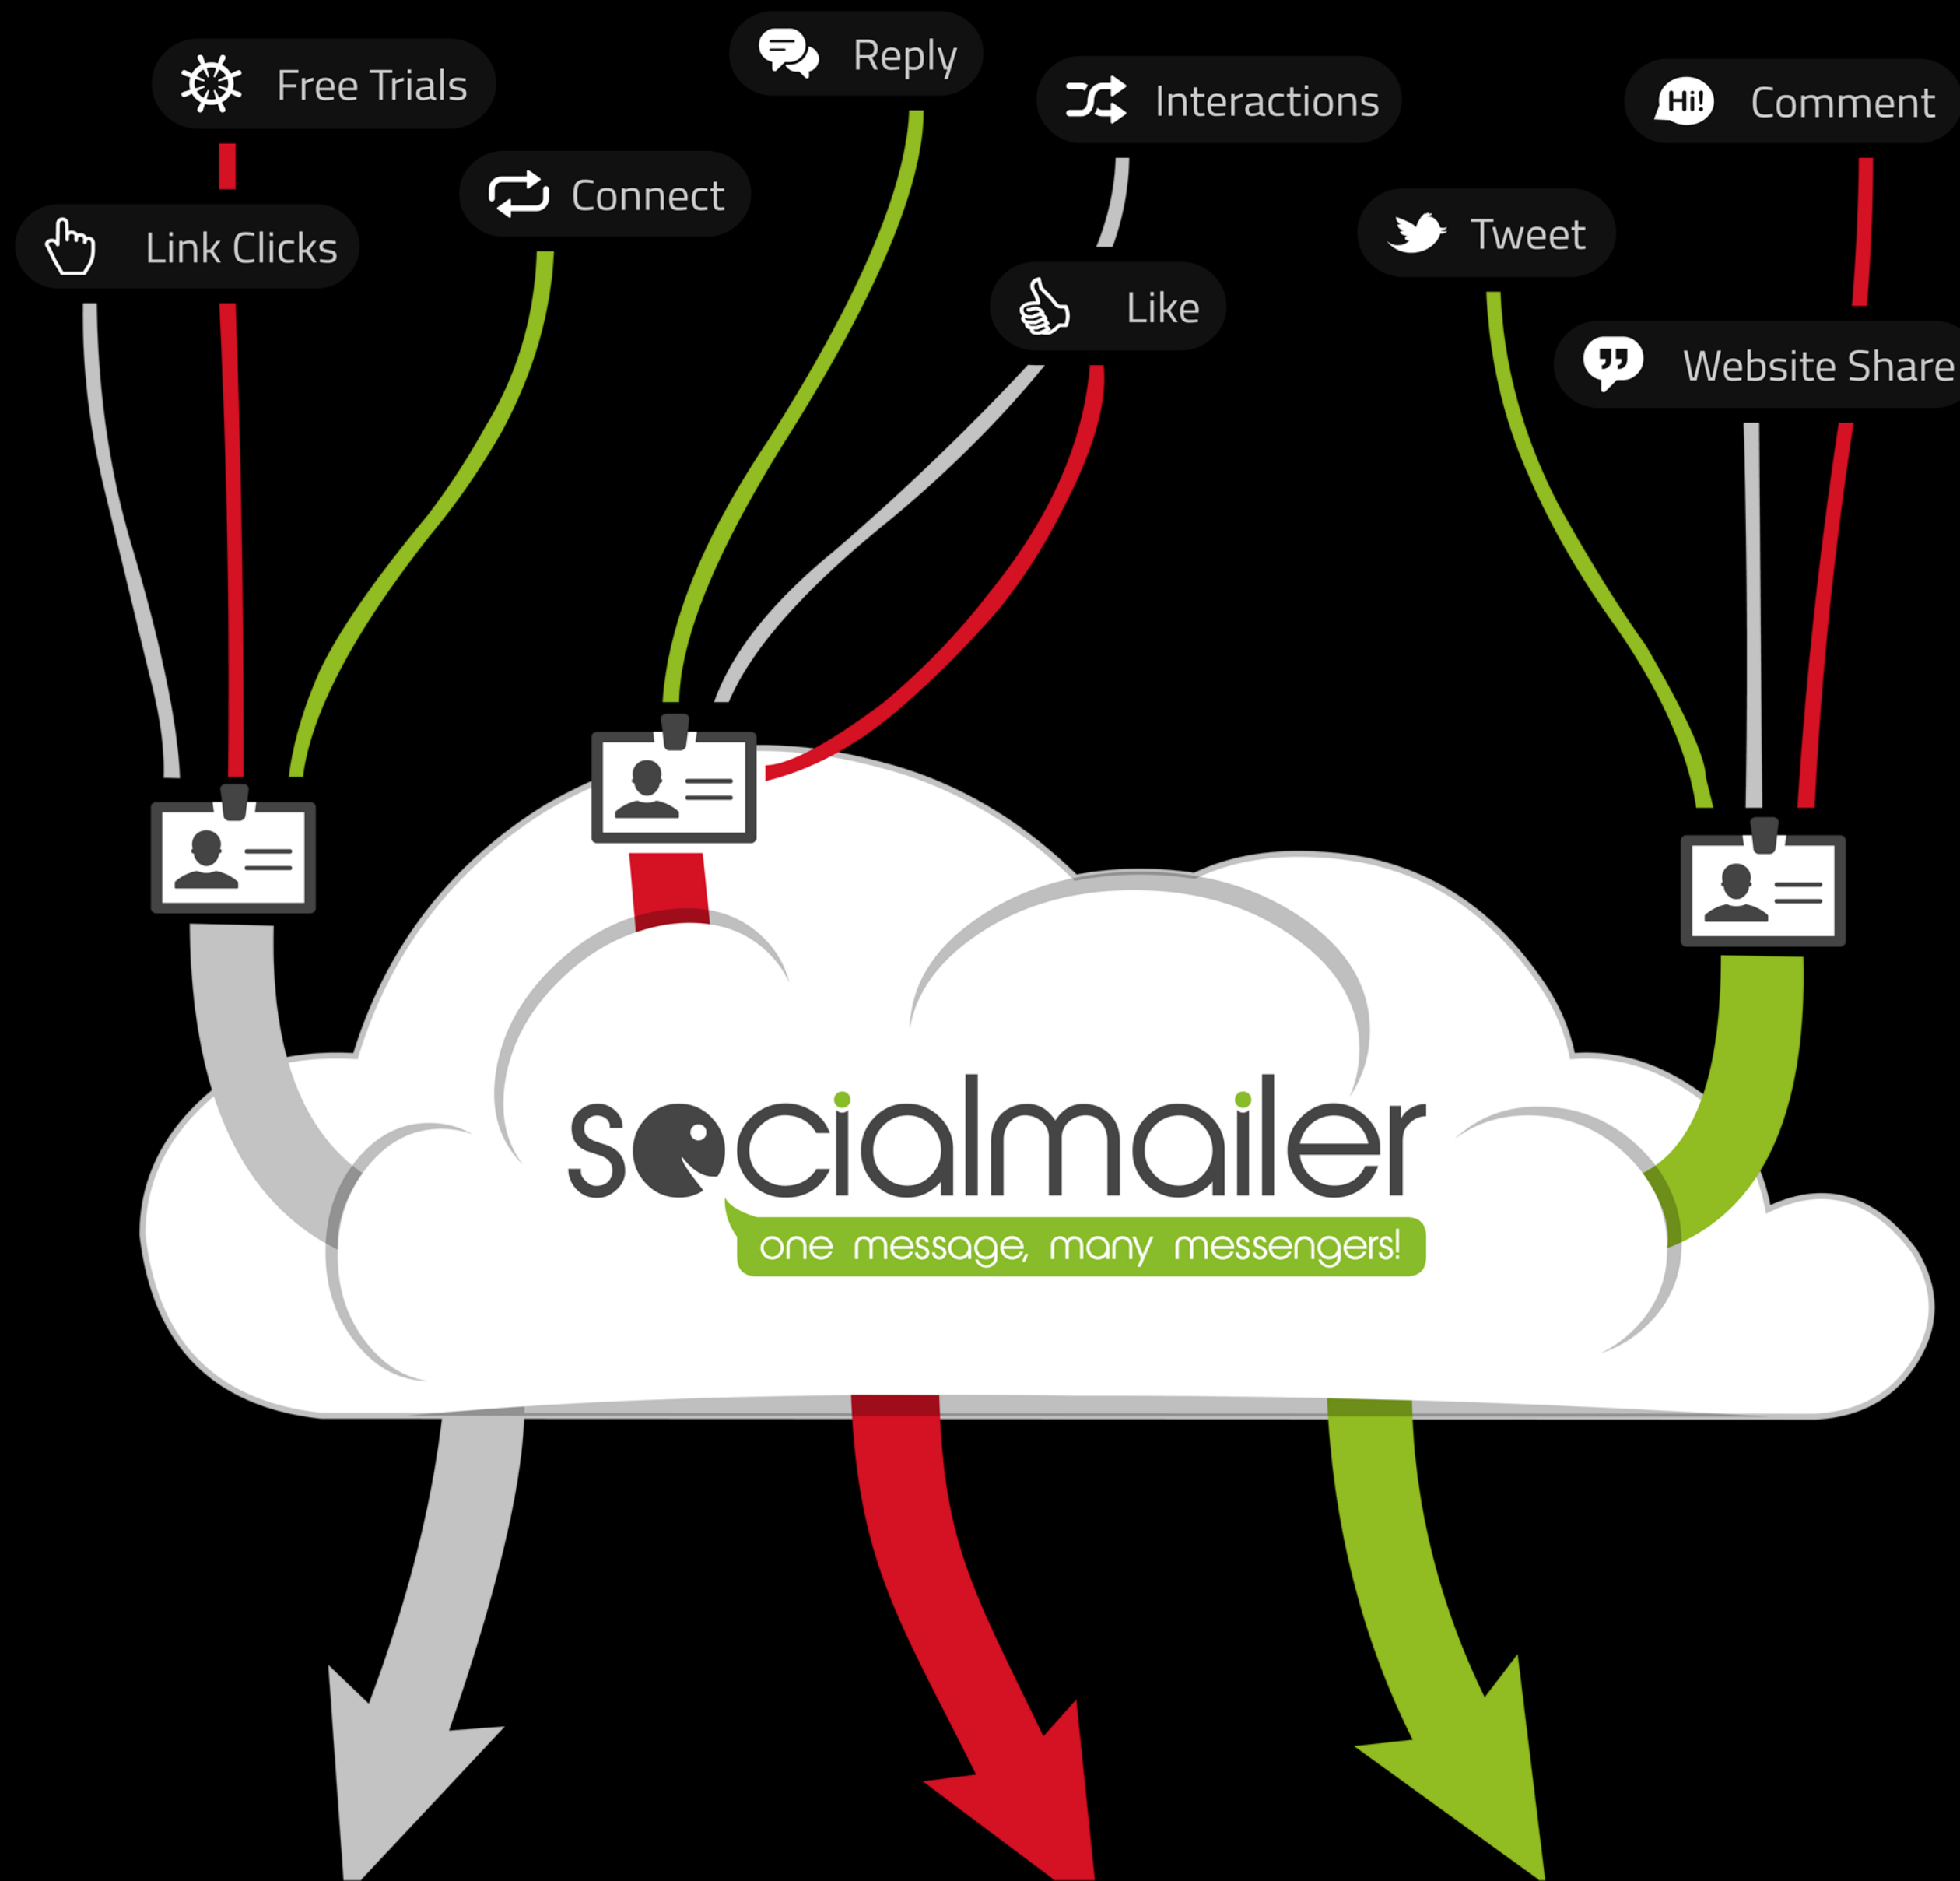 Reply
Free Trials
Interactions
Hi! Comment
Connect
Tweet
Link Clicks
Like
Website Share
socialmailer
one message, many messengers!